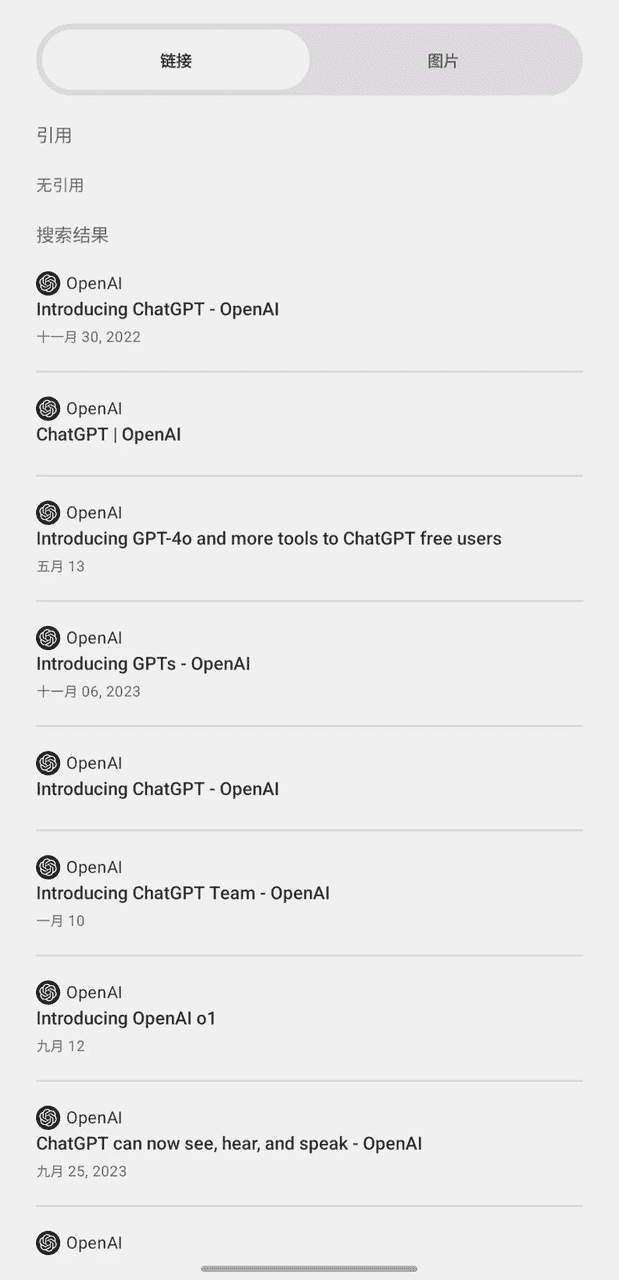 链接
图片
引用
无引用
搜索结果
OpenAI
Introducing ChatGPT - OpenAI
十一月 30, 2022
OpenAI
ChatGPT | OpenAI
OpenAI
Introducing GPT-4o and more tools to ChatGPT free users
五月 13
OpenAI
Introducing GPTs - OpenAI
十一月 06, 2023
OpenAI
Introducing ChatGPT - OpenAI
OpenAI
Introducing ChatGPT Team - OpenAI
一月 10
OpenAI
Introducing OpenAI o1
九月 12
OpenAI
ChatGPT can now see, hear, and speak - OpenAI
九月 25, 2023
OpenAI